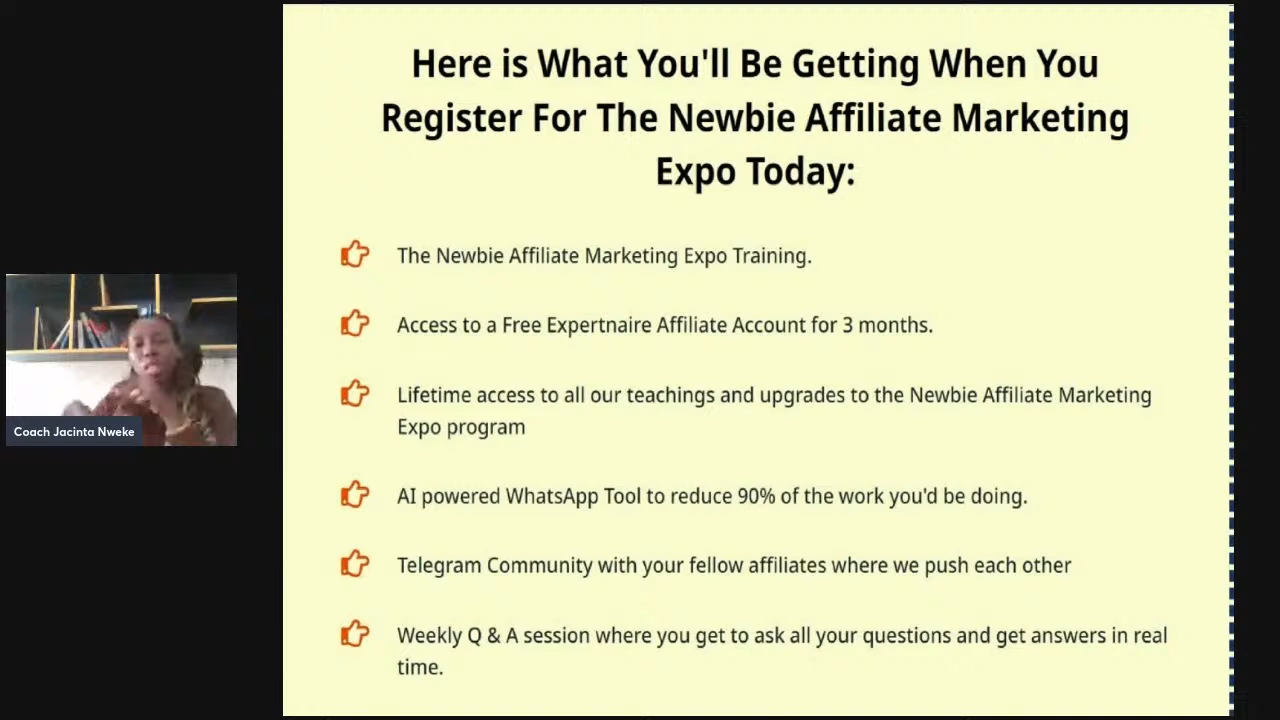 Here is What You'll Be Getting When You
Register For The Newbie Affiliate Marketing
Expo Today:
The Newbie Affiliate Marketing Expo Training.
Access to a Free Expertnaire Affiliate Account for 3 months.
Lifetime access to all our teachings and upgrades to the Newbie Affiliate Marketing
Expo program
AI powered WhatsApp Tool to reduce 90% of the work you'd be doing.
Telegram Community with your fellow affiliates where we push each other
Weekly Q & A session where you get to ask all your questions and get answers in real
time.
Coach Jacinta Nweke